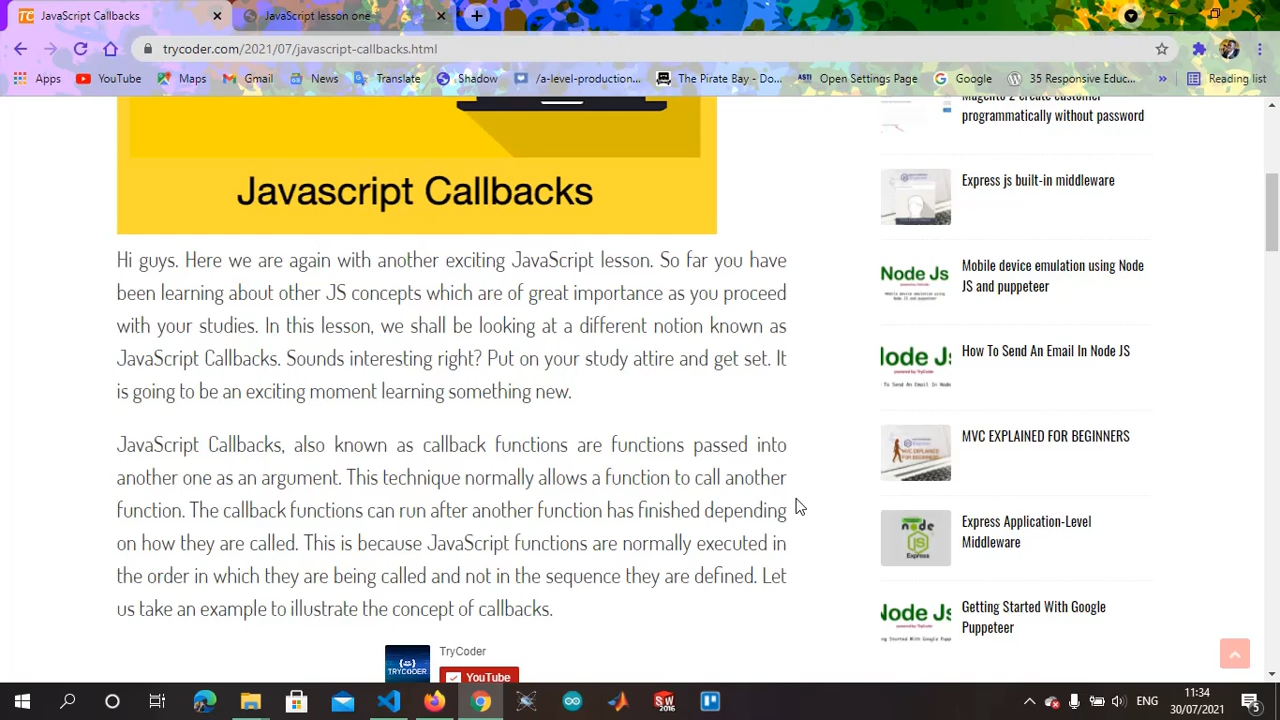 JavaScript Callbacks
JavaScript lesson one
trycoder.com/2021/07/javascript-callbacks.html
Apps
YouTube
Maps
Gmail
News
Translate
Shadow
/a-level-production...
The Pirate Bay - Do...
Open Settings Page
Google
35 Responsive Educ...
»
Reading list
Javascript Callbacks
Hi guys. Here we are again with another exciting JavaScript lesson. So far you have
been learning about other JS concepts which are of great importance as you proceed
with your studies. In this lesson, we shall be looking at a different notion known as
JavaScript Callbacks. Sounds interesting right? Put on your study attire and get set. It
is going to be an exciting moment learning something new.
JavaScript Callbacks, also known as callback functions are functions passed into
another one as an argument. This technique normally allows a function to call another
function. The callback functions can run after another function has finished depending
on how they are called. This is because JavaScript functions are normally executed in
the order in which they are being called and not in the sequence they are defined. Let
us take an example to illustrate the concept of callbacks.
TRYCODER
TryCoder
YouTube
Magento 2 create customer
programmatically without password
Express js built-in middleware
Node Js
Mobile device emulation using Node
JS and puppeteer
How To Send An Email In Node JS
MVC EXPLAINED FOR BEGINNERS
Express Application-Level
Middleware
Getting Started With Google
Puppeteer
ENG
11:34
30/07/2021